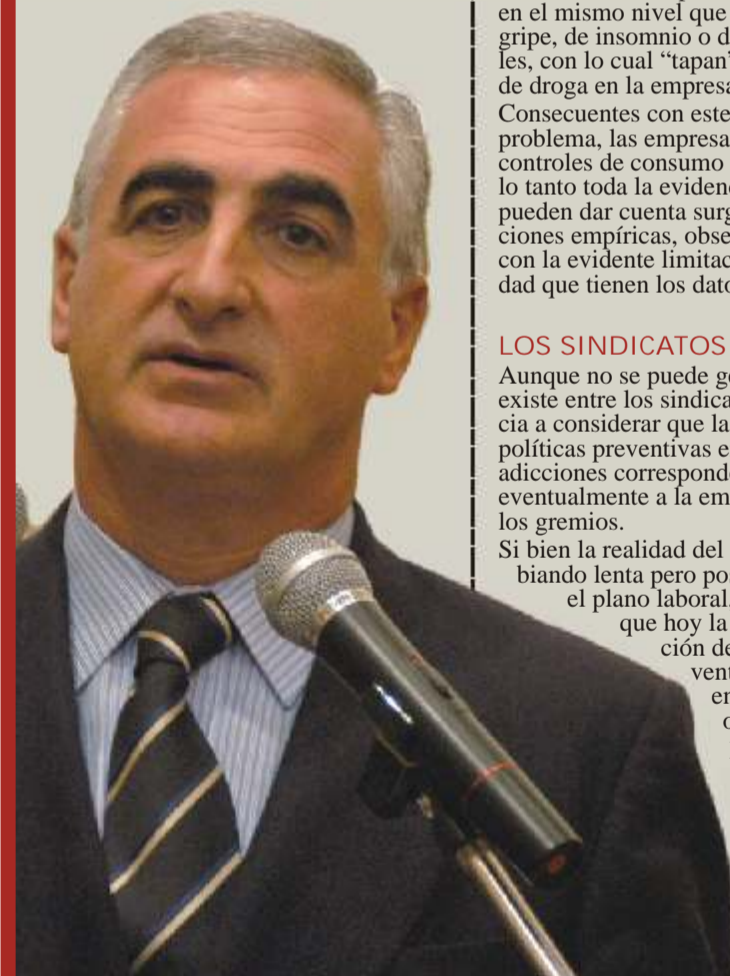 en el mismo nivel que
gripe, de insomnio o d
les, con lo cual “tapan”
de droga en la empresa
Consecuentes con este
problema, las empresa
controles de consumo
lo tanto toda la evidenc
pueden dar cuenta surg
ciones empíricas, obse
con la evidente limitac
dad que tienen los dato
LOS SINDICATOS
Aunque no se puede ge
existe entre los sindica
cia a considerar que la
políticas preventivas e
adicciones corresponde
eventualmente a la em
los gremios.
Si bien la realidad del
biando lenta pero po
el plano laboral,
que hoy la
ción de
vent
en